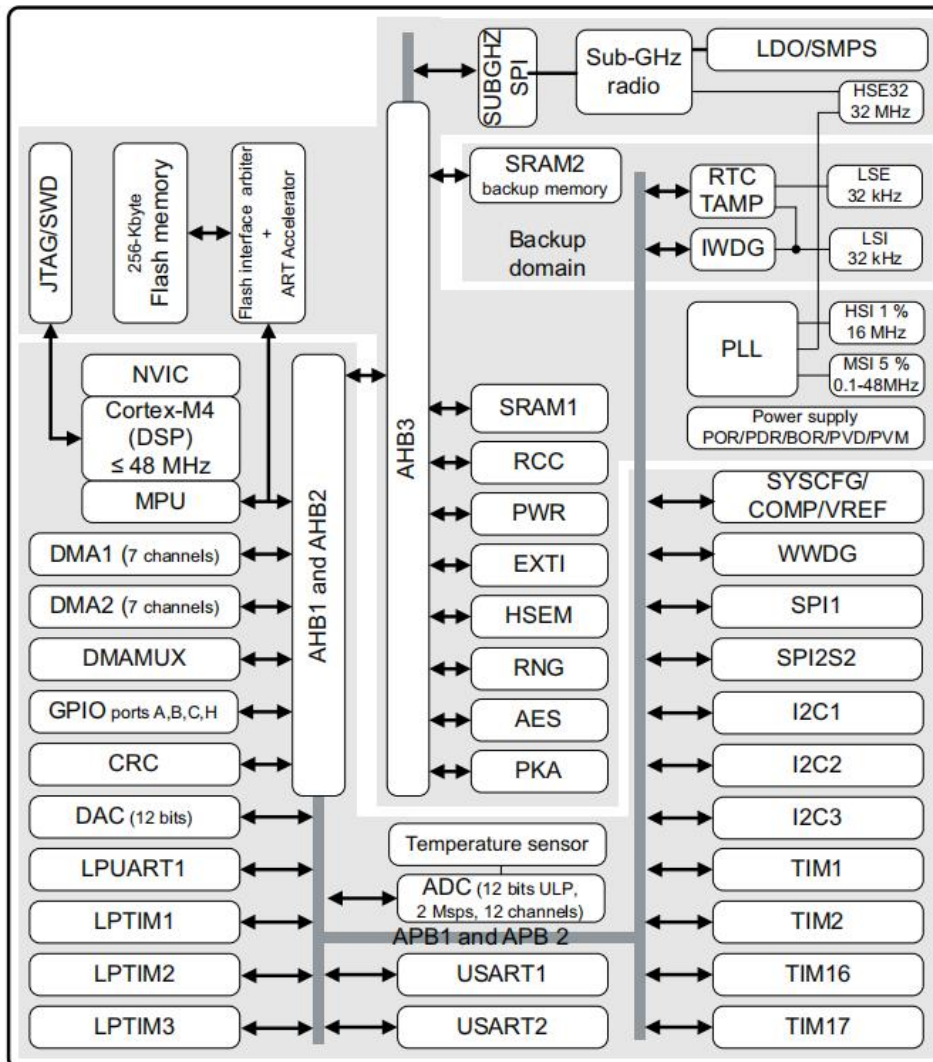 SUBGHZ
SPI
Sub-GHz
radio
LDO/SMPS
HSE32
32 MHz
JTAG/SWD
256-Kbyte
Flash memory
Flash interface arbiter
+
ART Accelerator
SRAM2
backup memory
RTC
TAMP
LSE
32 kHz
Backup
domain
IWDG
LSI
32 kHz
PLL
HSI 1 %
16 MHz
MSI 5 %
0.1-48MHz
Power supply
POR/PDR/BOR/PVD/PVM
NVIC
Cortex-M4
(DSP)
≤ 48 MHz
MPU
DMA1 (7 channels)
DMA2 (7 channels)
DMAMUX
GPIO ports A,B,C,H
CRC
DAC (12 bits)
LPUART1
LPTIM1
LPTIM2
LPTIM3
AHB1 and AHB2
AHB3
SRAM1
RCC
PWR
EXTI
HSEM
RNG
AES
PKA
Temperature sensor
ADC (12 bits ULP,
2 Msps, 12 channels)
APB1 and APB 2
USART1
USART2
SYSCFG/
COMP/VREF
WWDG
SPI1
SPI2S2
I2C1
I2C2
I2C3
TIM1
TIM2
TIM16
TIM17